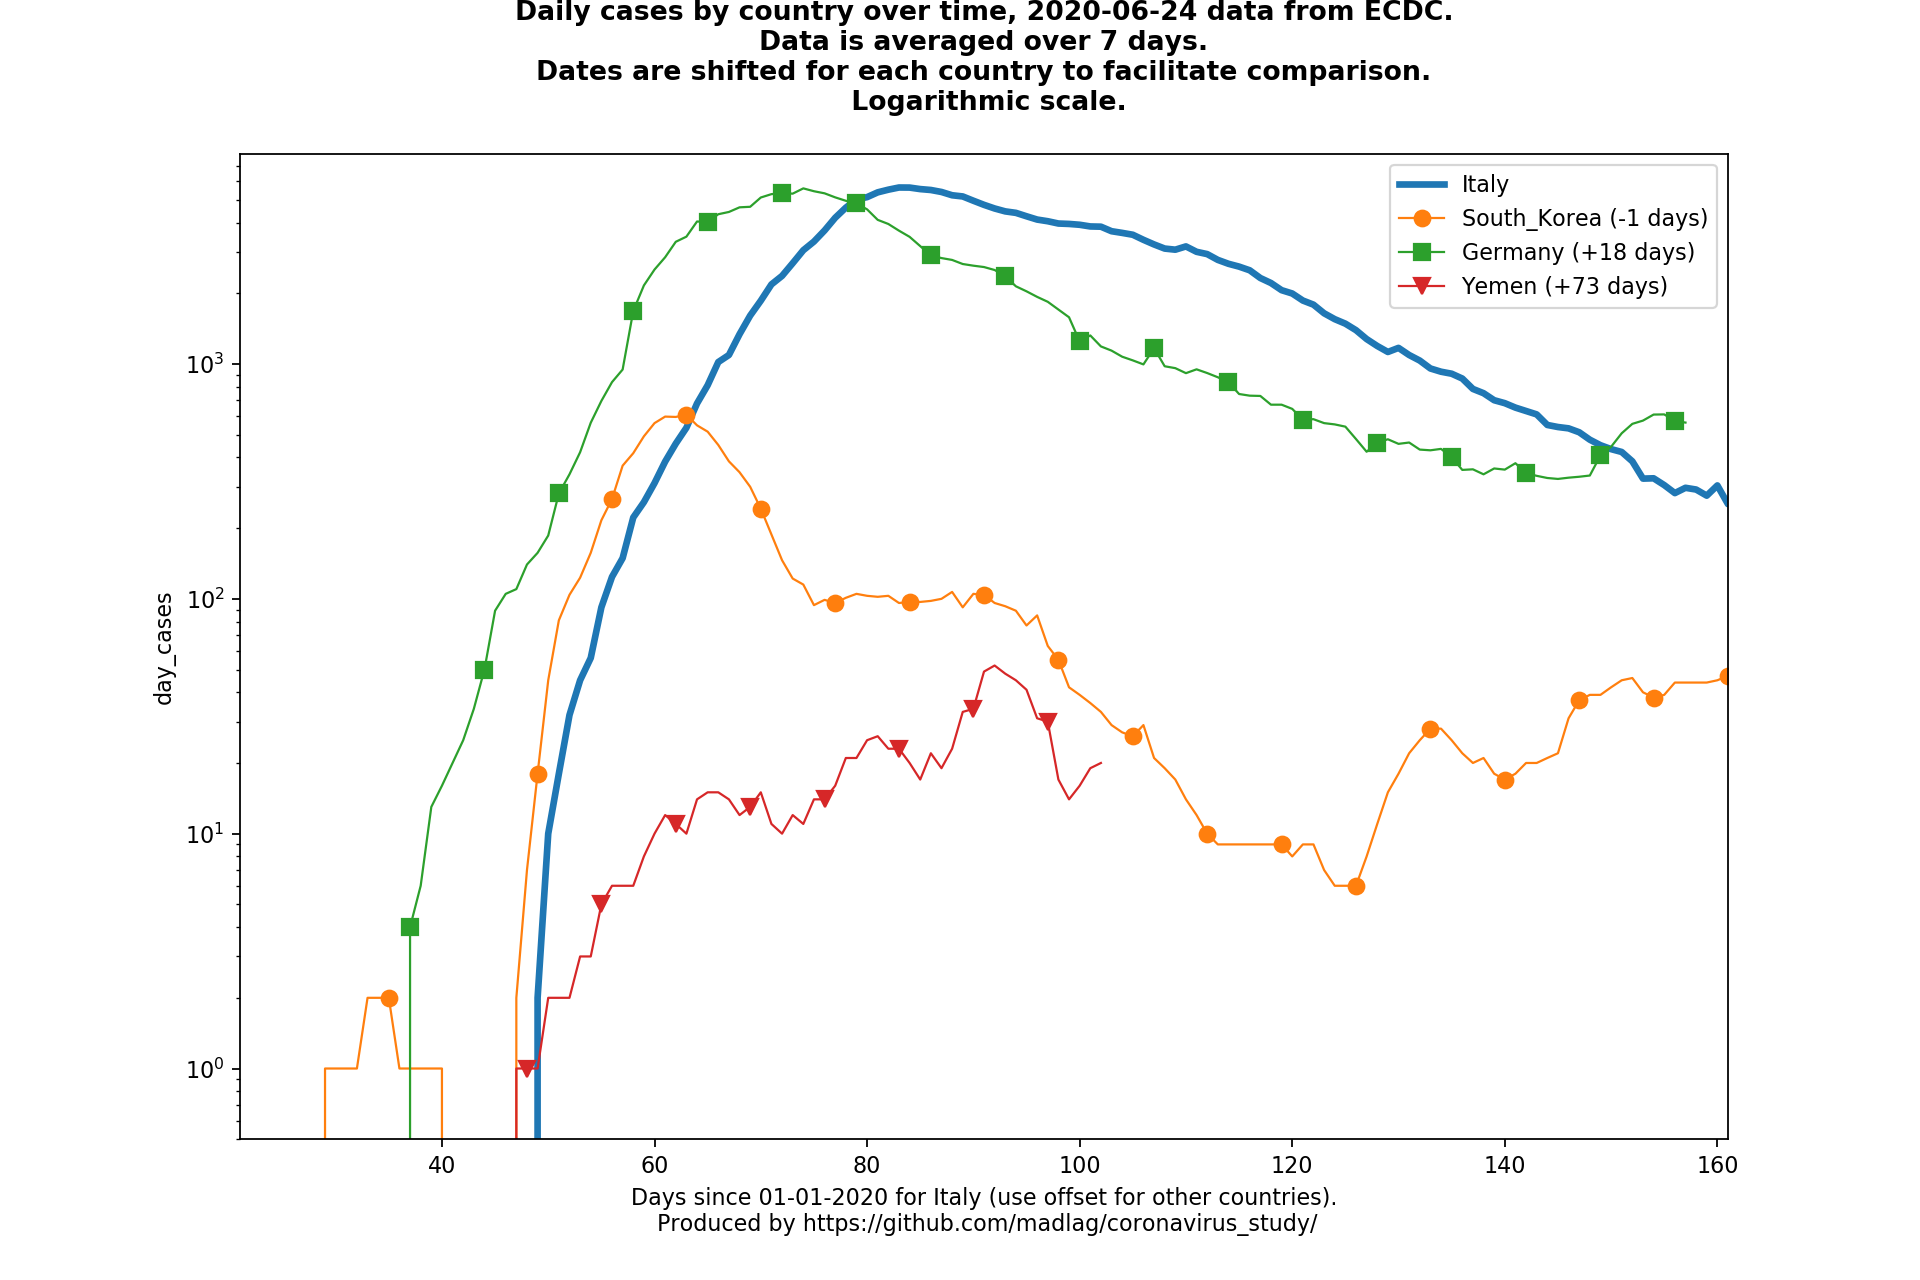 Daily cases by country over time, 2020-06-24 data from ECDC.
Data is averaged over 7 days.
Dates are shifted for each country to facilitate comparison.
Logarithmic scale.
Italy
South_Korea (-1 days)
Germany (+18 days)
Yemen (+73 days)
day_cases
10³
10²
10¹
10⁰
40 60 80 100 120 140 160
Days since 01-01-2020 for Italy (use offset for other countries).
Produced by https://github.com/madlag/coronavirus_study/